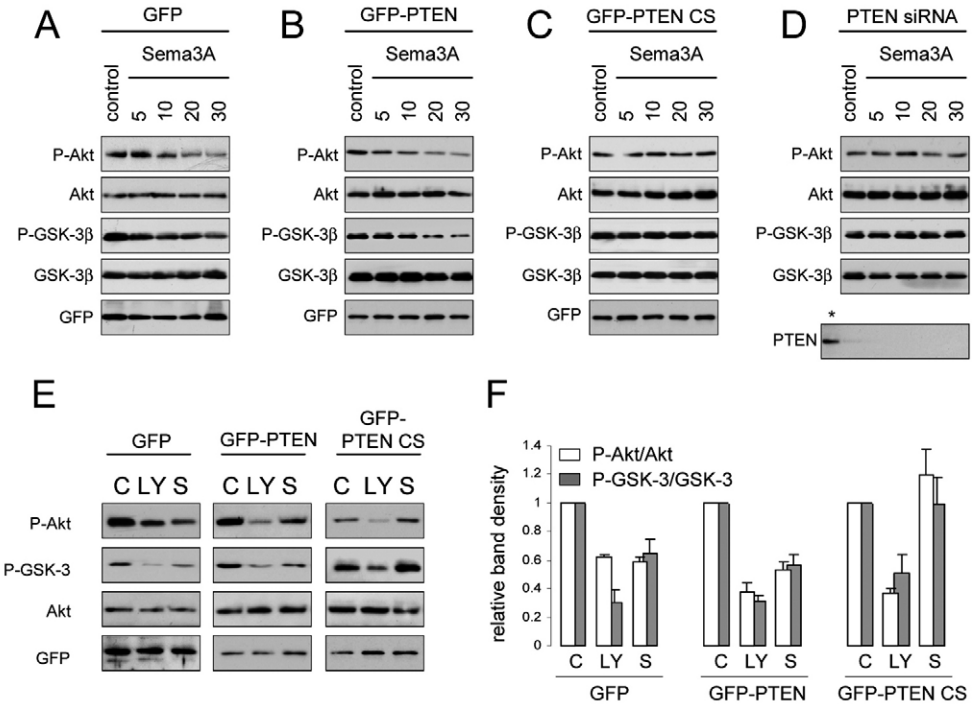 A
GFP
Sema3A
control 5 10 20 30
P-Akt
Akt
P-GSK-3β
GSK-3β
GFP
B
GFP-PTEN
Sema3A
control 5 10 20 30
P-Akt
Akt
P-GSK-3β
GSK-3β
GFP
C
GFP-PTEN CS
Sema3A
control 5 10 20 30
P-Akt
Akt
P-GSK-3β
GSK-3β
GFP
D
PTEN siRNA
Sema3A
control 5 10 20 30
P-Akt
Akt
P-GSK-3β
GSK-3β
*
PTEN
E
GFP
GFP-PTEN
GFP-
PTEN CS
C LY S C LY S C LY S
P-Akt
P-GSK-3
Akt
GFP
F
relative band density
1.4
1.2
1
0.8
0.6
0.4
0.2
0
P-Akt/Akt
P-GSK-3/GSK-3
C LY S C LY S C LY S
GFP GFP-PTEN GFP-PTEN CS